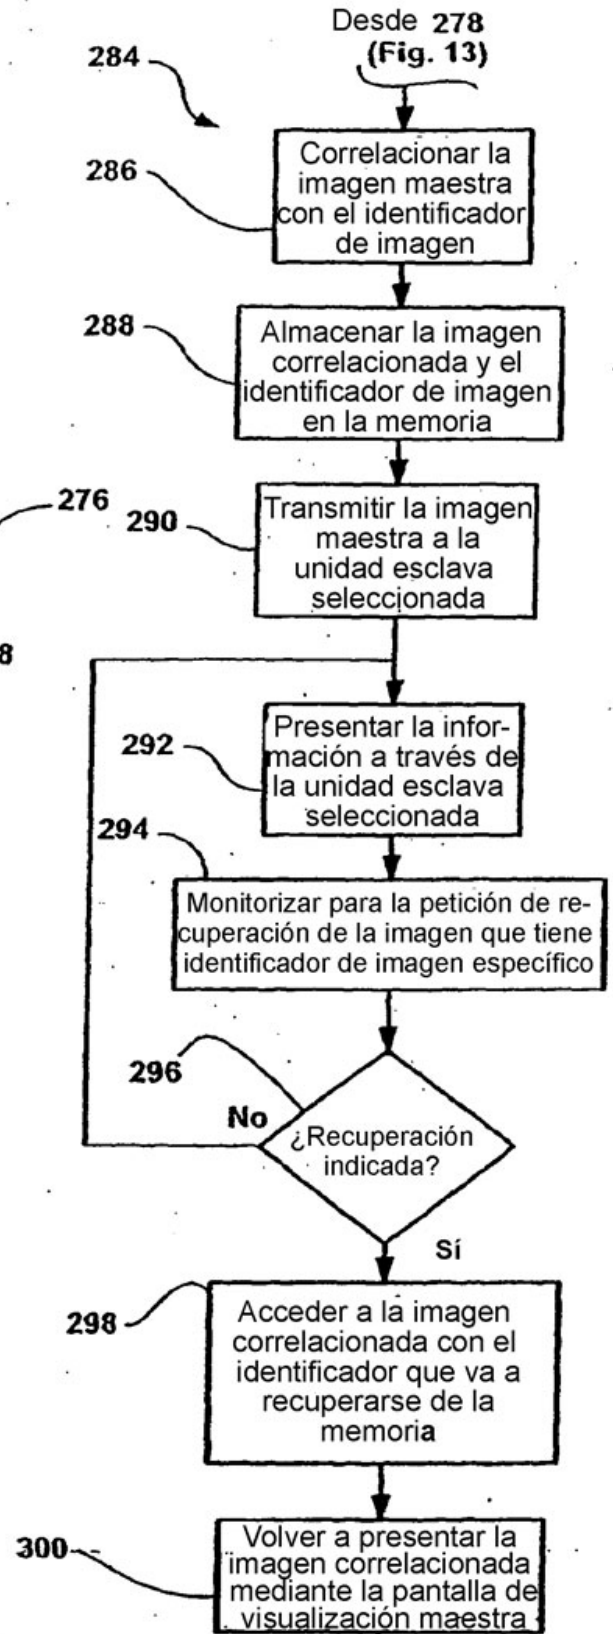 Desde 278
(Fig. 13)
284
Correlacionar la
imagen maestra
con el identificador
de imagen
286
288
Almacenar la imagen
correlacionada y el
identificador de imagen
en la memoria
276
290
Transmitir la imagen
maestra a la
unidad esclava
seleccionada
8
292
Presentar la infor-
mación a través de
la unidad esclava
seleccionada
294
Monitorizar para la petición de re-
cuperación de la imagen que tiene
identificador de imagen específico
296
No
¿Recuperación
indicada?
Sí
298
Acceder a la imagen
correlacionada con el
identificador que va a
recuperarse de la
memoria
300
Volver a presentar la
imagen correlacionada
mediante la pantalla de
visualización maestra